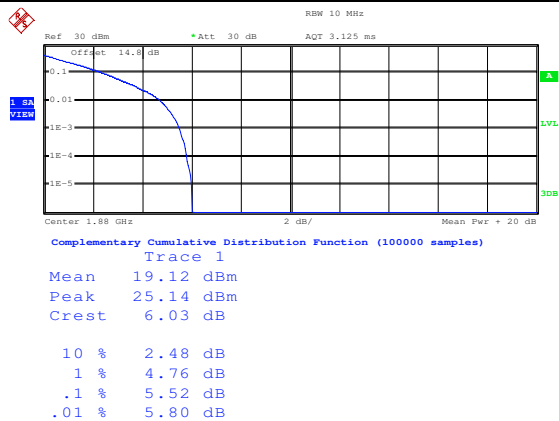 RBW 10 MHz
Ref 30 dBm *Att 30 dB AQT 3.125 ms
Offset 14.8 dB
0.1
A
0.01
1 SA
VIEW
1E-3
LVL
1E-4
1E-5
3DB
Center 1.88 GHz 2 dB/ Mean Pwr + 20 dB
Complementary Cumulative Distribution Function (100000 samples)
Trace 1
Mean 19.12 dBm
Peak 25.14 dBm
Crest 6.03 dB
10 % 2.48 dB
1 % 4.76 dB
.1 % 5.52 dB
.01 % 5.80 dB